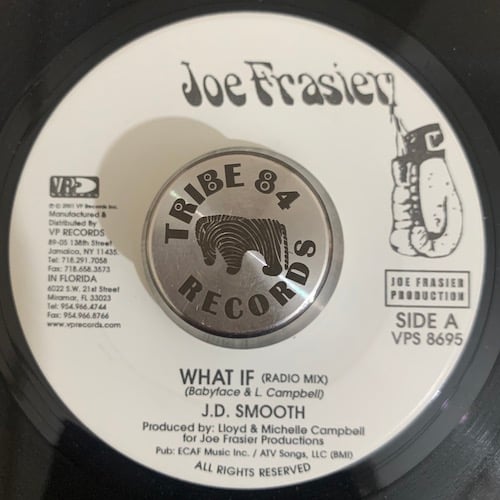 Joe Frasier
VP
RECORDS
℗ © 2001 VP Records Inc.
Manufactured &
Distributed By
VP RECORDS
89-05 138th Street
Jamaica, NY 11435.
Tel: 718.291.7058
Fax: 718.658.3573
IN FLORIDA
6022 S.W. 21st Street
Miramar, FL 33023
Tel: 954.966.4744
Fax: 954.966.8766
www.vprecords.com
TRIBE 84
RECORDS
JOE FRASIER
PRODUCTION
SIDE A
VPS 8695
WHAT IF (RADIO MIX)
(Babyface & L. Campbell)
J.D. SMOOTH
Produced by: Lloyd & Michelle Campbell
for Joe Frasier Productions
Pub: ECAF Music Inc. / ATV Songs, LLC (BMI)
ALL RIGHTS RESERVED